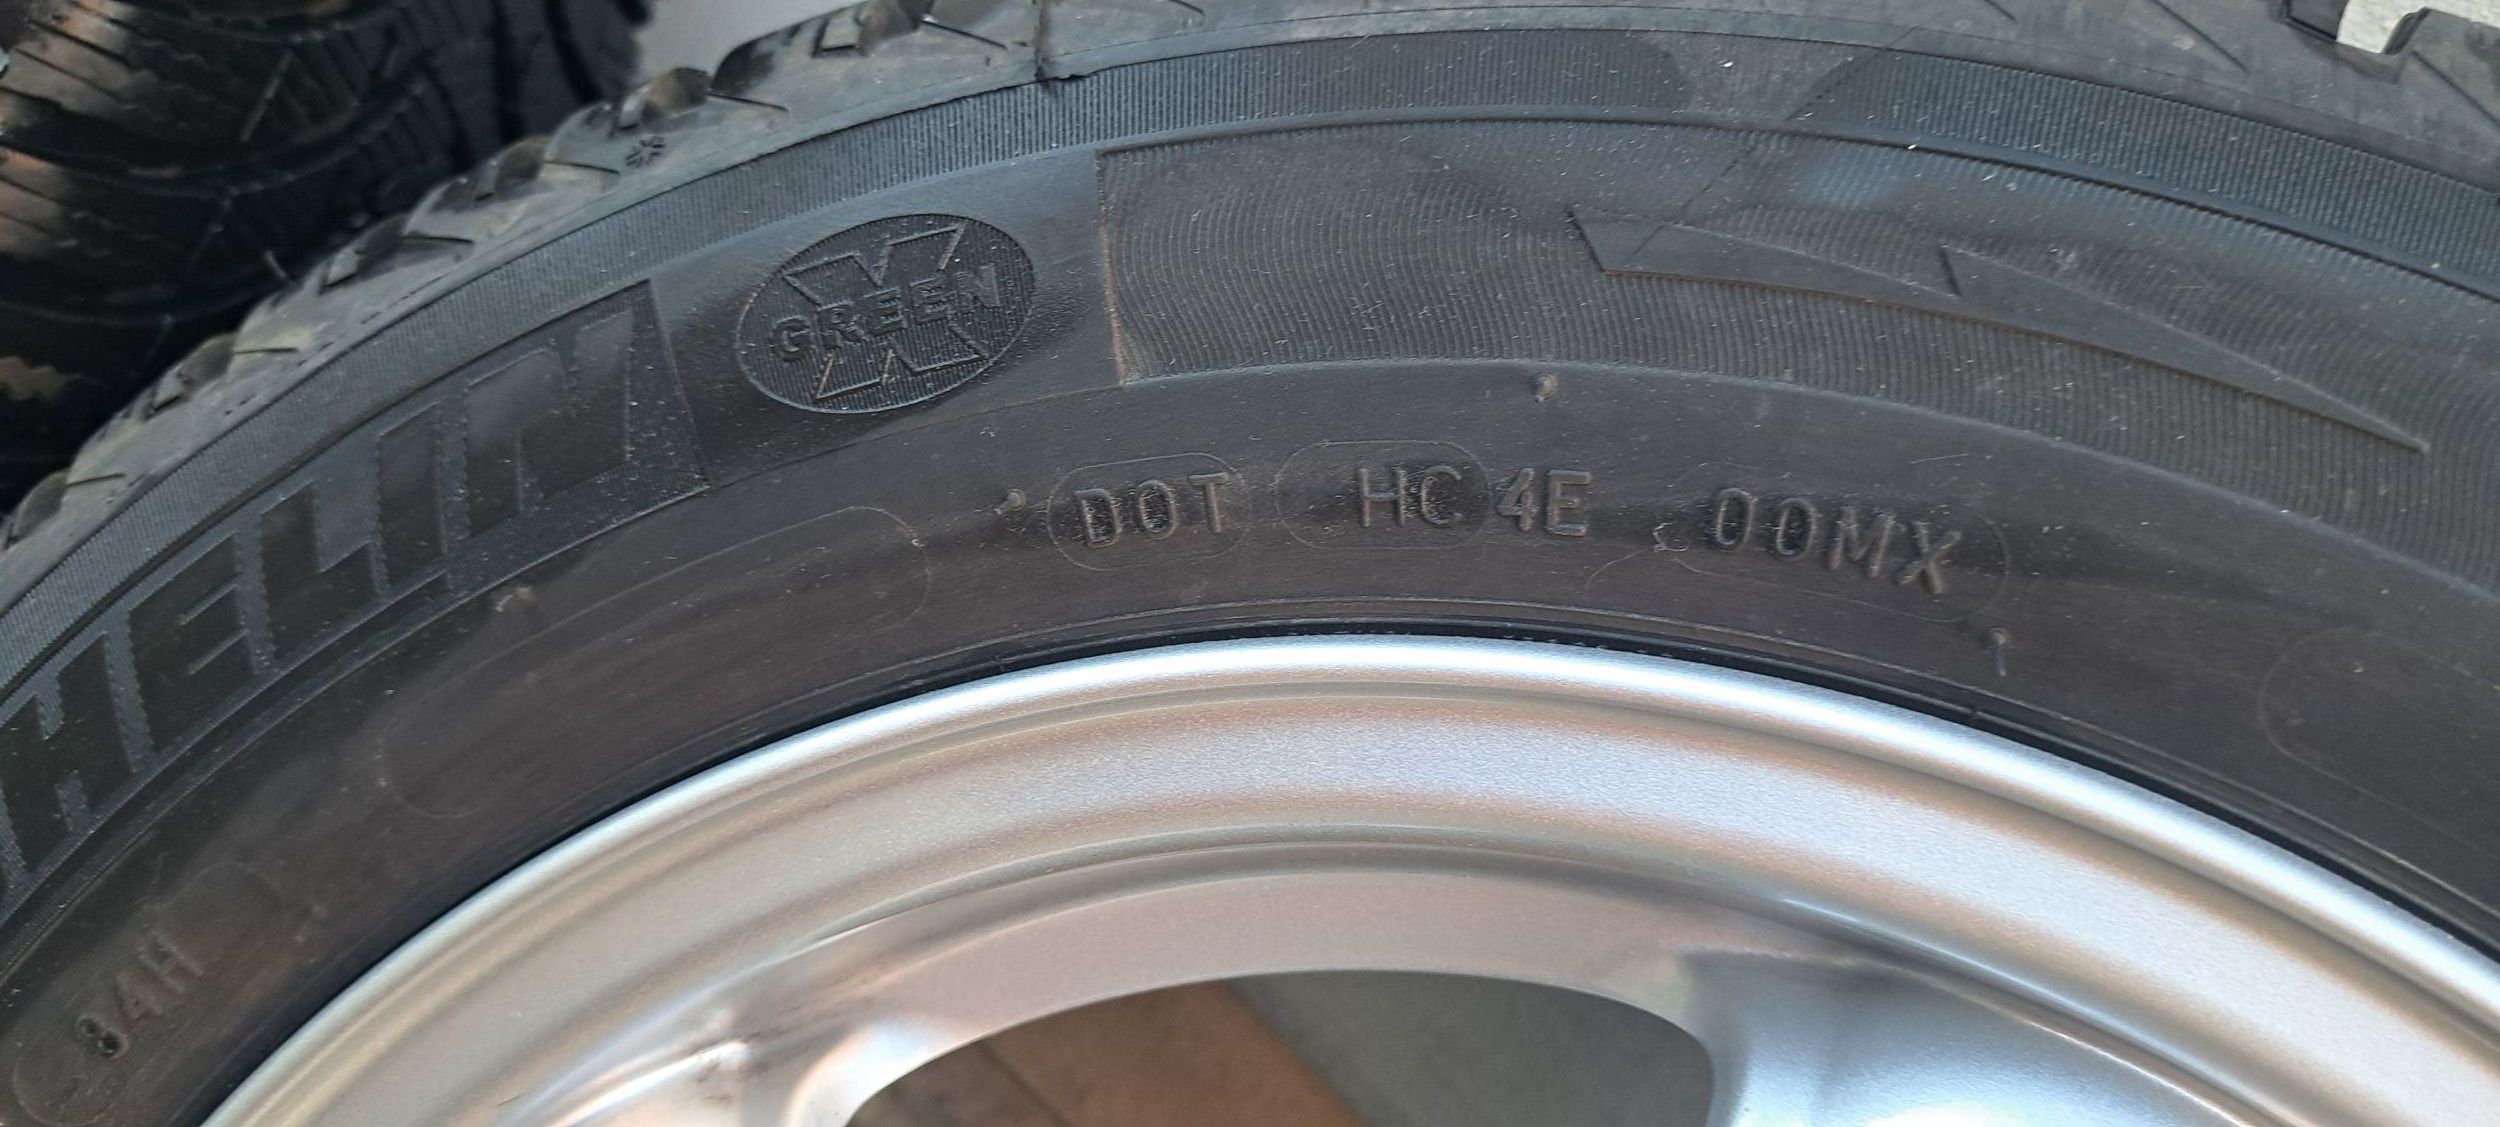 GREEN X
HELIN
DOT HC 4E 00MX
84H